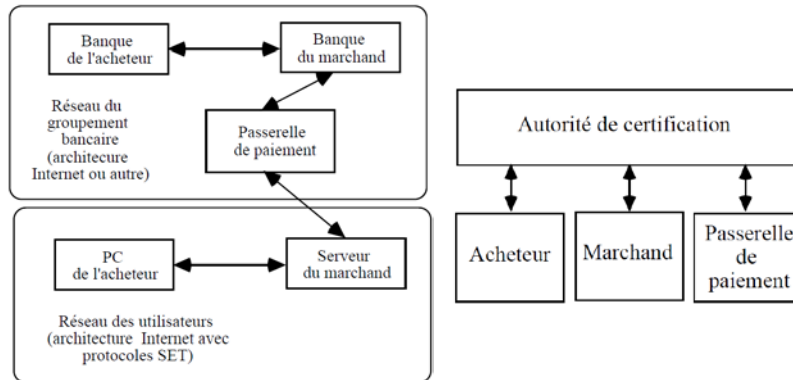 Banque
de l'acheteur
Banque
du marchand
Réseau du
groupement
bancaire
(architecure
Internet ou autre)
Passerelle
de paiement
PC
de l'acheteur
Serveur
du marchand
Réseau des utilisateurs
(architecture Internet avec
protocoles SET)
Autorité de certification
Acheteur
Marchand
Passerelle
de
paiement